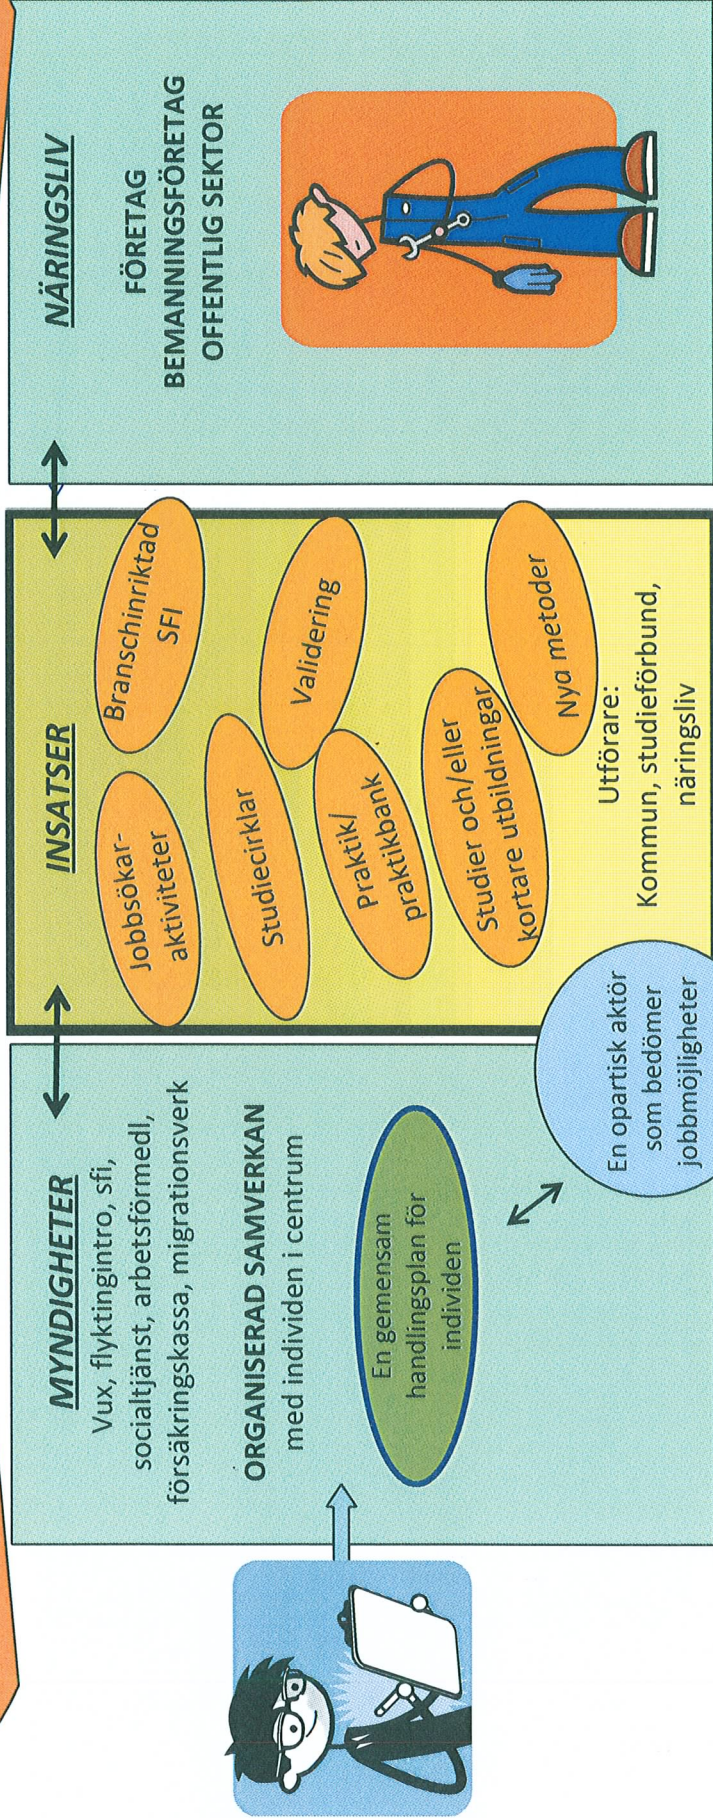 MYNDIGHETER
Vux, flyktingintro, sfi,
socialtjänst, arbetsförmedl,
försäkringskassa, migrationsverk
ORGANISERAD SAMVERKAN
med individen i centrum
En gemensam
handlingsplan för
individen
En opartisk aktör
som bedömer
jobbmöjligheter
INSATSER
Jobbsökar-
aktiviteter
Branschinriktad
SFI
Studiecirklar
Validering
Praktik/
praktikbank
Studier och/eller
kortare utbildningar
Nya metoder
Utförare:
Kommun, studieförbund,
näringsliv
NÄRINGSLIV
FÖRETAG
BEMANNINGSFÖRETAG
OFFENTLIG SEKTOR